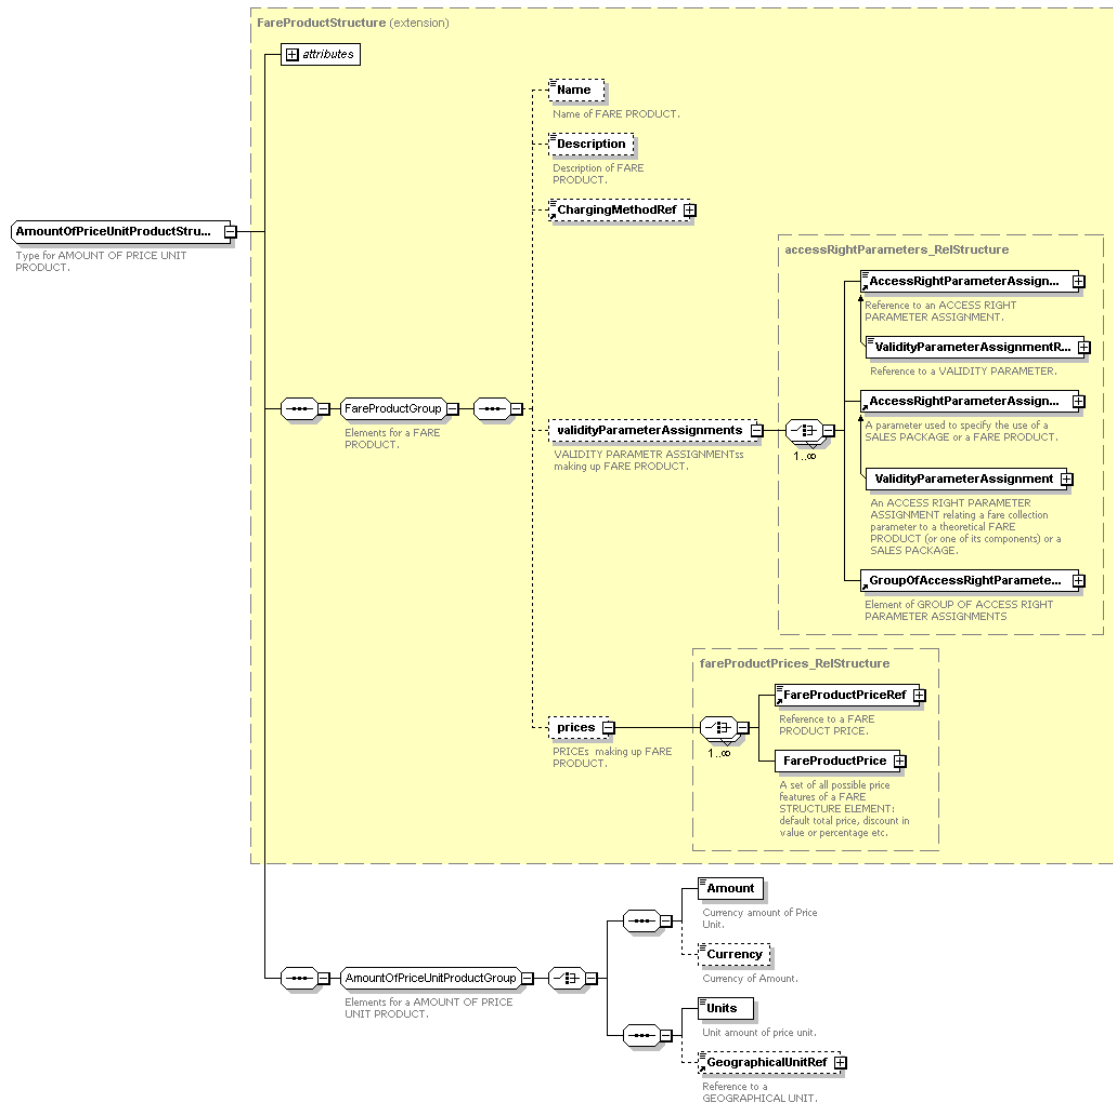 FareProductStructure (extension)
attributes
Name
Name of FARE PRODUCT.
Description
Description of FARE
PRODUCT.
ChargingMethodRef
AmountOfPriceUnitProductStru...
Type for AMOUNT OF PRICE UNIT
PRODUCT.
accessRightParameters_RelStructure
AccessRightParameterAssign...
Reference to an ACCESS RIGHT
PARAMETER ASSIGNMENT.
ValidityParameterAssignmentR...
Reference to a VALIDITY PARAMETER.
FareProductGroup
Elements for a FARE
PRODUCT.
validityParameterAssignments
VALIDITY PARAMETR ASSIGNMENTss
making up FARE PRODUCT.
1..∞
AccessRightParameterAssign...
A parameter used to specify the use of a
SALES PACKAGE or a FARE PRODUCT.
ValidityParameterAssignment
An ACCESS RIGHT PARAMETER
ASSIGNMENT relating a fare collection
parameter to a theoretical FARE
PRODUCT (or one of its components) or a
SALES PACKAGE.
GroupOfAccessRightParamete...
Element of GROUP OF ACCESS RIGHT
PARAMETER ASSIGNMENTS
fareProductPrices_RelStructure
FareProductPriceRef
Reference to a FARE
PRODUCT PRICE.
prices
PRICEs making up FARE
PRODUCT.
1..∞
FareProductPrice
A set of all possible price
features of a FARE
STRUCTURE ELEMENT:
default total price, discount in
value or percentage etc.
Amount
Currency amount of Price
Unit.
Currency
Currency of Amount.
AmountOfPriceUnitProductGroup
Elements for a AMOUNT OF PRICE
UNIT PRODUCT.
Units
Unit amount of price unit.
GeographicalUnitRef
Reference to a
GEOGRAPHICAL UNIT.